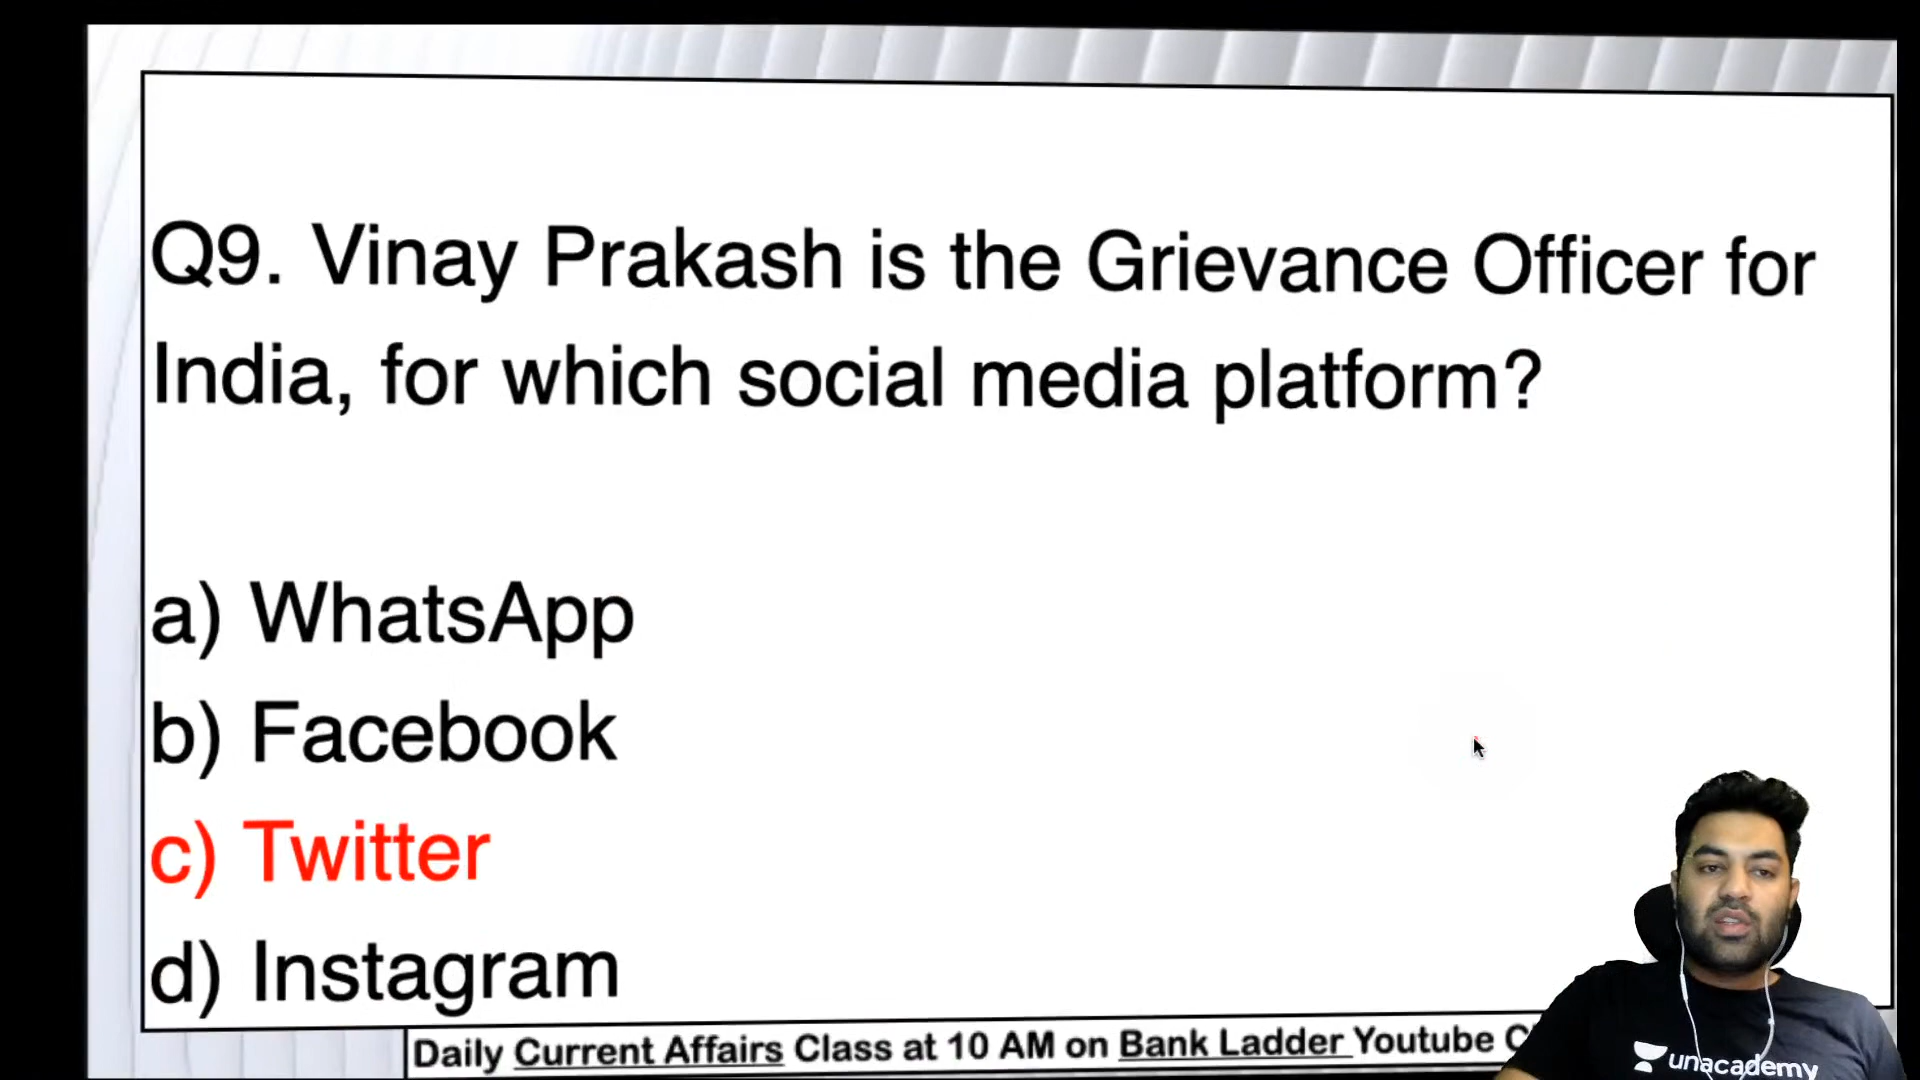 Q9. Vinay Prakash is the Grievance Officer for
India, for which social media platform?
a) WhatsApp
b) Facebook
c) Twitter
d) Instagram
Daily Current Affairs Class at 10 AM on Bank Ladder Youtube C
unacademy